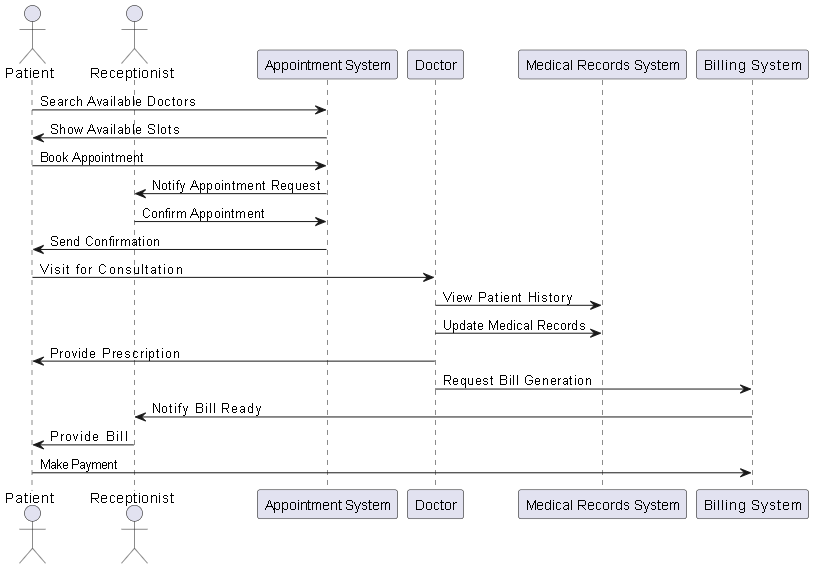 Patient
Receptionist
Appointment System
Doctor
Medical Records System
Billing System
Search Available Doctors
Show Available Slots
Book Appointment
Notify Appointment Request
Confirm Appointment
Send Confirmation
Visit for Consultation
View Patient History
Update Medical Records
Provide Prescription
Request Bill Generation
Notify Bill Ready
Provide Bill
Make Payment
Patient
Receptionist
Appointment System
Doctor
Medical Records System
Billing System